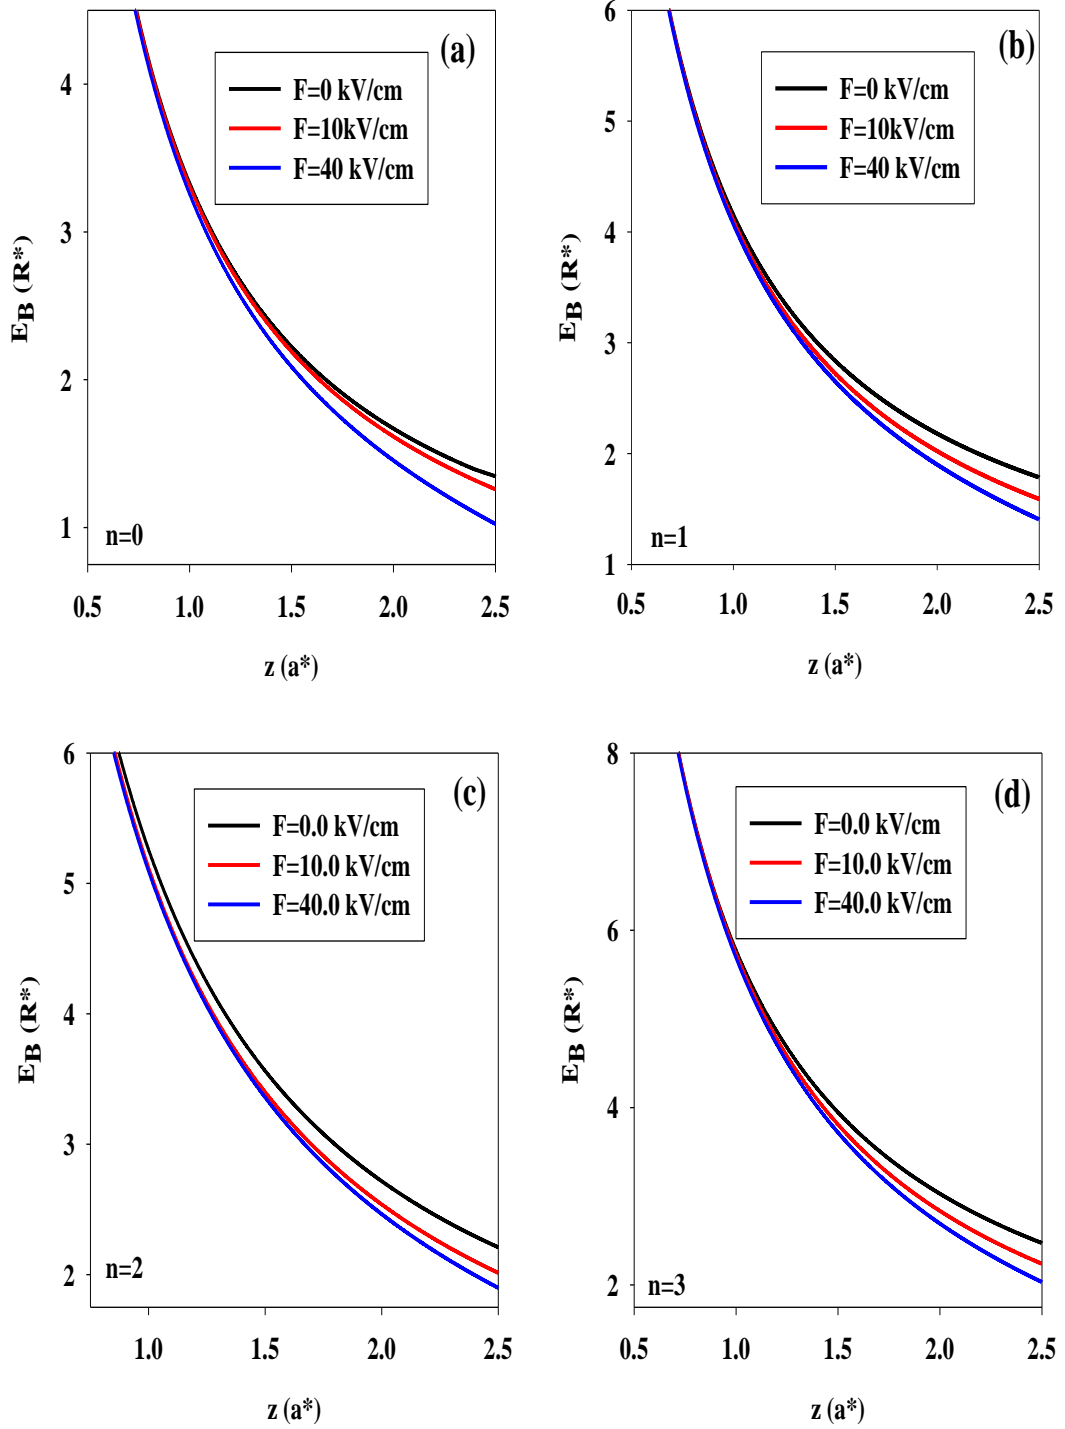 (a)
F=0 kV/cm
F=10kV/cm
F=40 kV/cm
4
3
2
1
E_B (R*)
n=0
0.5 1.0 1.5 2.0 2.5
z (a*)
(b)
F=0 kV/cm
F=10kV/cm
F=40 kV/cm
6
5
4
3
2
1
E_B (R*)
n=1
0.5 1.0 1.5 2.0 2.5
z (a*)
(c)
F=0.0 kV/cm
F=10.0 kV/cm
F=40.0 kV/cm
6
5
4
3
2
E_B (R*)
n=2
1.0 1.5 2.0 2.5
z (a*)
(d)
F=0.0 kV/cm
F=10.0 kV/cm
F=40.0 kV/cm
8
6
4
2
E_B (R*)
n=3
0.5 1.0 1.5 2.0 2.5
z (a*)